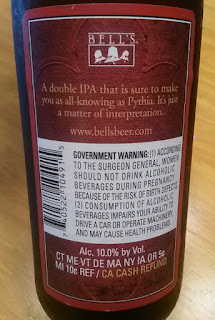 BELL'S
A double IPA that is sure to make
you as all-knowing as Pythia. It's just
a matter of interpretation.
www.bellsbeer.com
GOVERNMENT WARNING: (1) ACCORDING
TO THE SURGEON GENERAL, WOMEN
SHOULD NOT DRINK ALCOHOLIC
BEVERAGES DURING PREGNANCY
BECAUSE OF THE RISK OF BIRTH DEFECTS.
(2) CONSUMPTION OF ALCOHOLIC
BEVERAGES IMPAIRS YOUR ABILITY TO
DRIVE A CAR OR OPERATE MACHINERY,
AND MAY CAUSE HEALTH PROBLEMS.
Alc. 10.0% by Vol.
CT ME VT DE MA NY IA OR 5¢
MI 10¢ REF / CA CASH REFUND